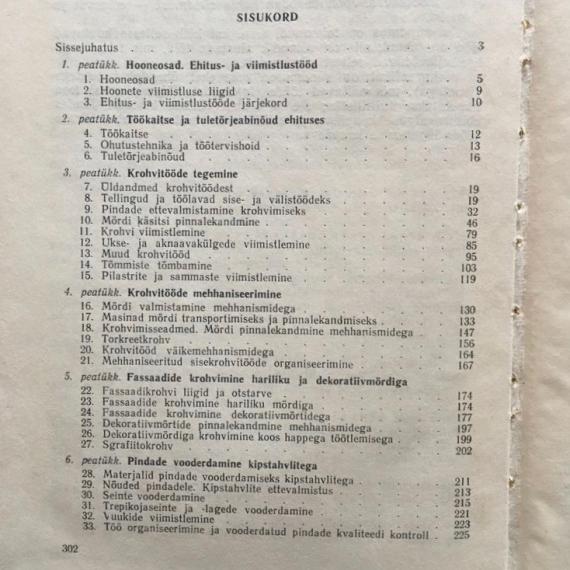 SISUKORD
Sissejuhatus . . . . . . . . . . 3
1. peatükk. Hooneosad. Ehitus- ja viimistlustööd
1. Hooneosad . . . . . . . . . . 5
2. Hoonete viimistluse liigid . . . . . . . 9
3. Ehitus- ja viimistlustööde järjekord . . . . . . 10
2. peatükk. Töökaitse ja tuletõrjeabinõud ehituses
4. Töökaitse . . . . . . . . . . 12
5. Ohutustehnika ja töötervishoid . . . . . . 13
6. Tuletõrjeabinõud . . . . . . . . . 16
3. peatükk. Krohvitööde tegemine
7. Üldandmed krohvitöödest . . . . . . . 19
8. Tellingud ja töölavad sise- ja välistöödeks . . . . 19
9. Pindade ettevalmistamine krohvimiseks . . . . . 32
10. Mördi käsitsi pinnalekandmine . . . . . . 46
11. Krohvi viimistlemine . . . . . . . . 79
12. Ukse- ja aknaavakülgede viimistlemine . . . . . 85
13. Muud krohvitööd . . . . . . . . 95
14. Tõmmiste tõmbamine . . . . . . . . 103
15. Pilastrite ja sammaste viimistlemine . . . . . 119
4. peatükk. Krohvitööde mehhaniseerimine
16. Mördi valmistamine mehhanismidega . . . . . 130
17. Masinad mördi transportimiseks ja pinnalekandmiseks . . . 133
18. Krohvimisseadmed. Mördi pinnalekandmine mehhanismidega . 147
19. Torkreetkrohv . . . . . . . . . 156
20. Krohvitööd väikemehhanismidega . . . . . . 164
21. Mehhaniseeritud sisekrohvitööde organiseerimine . . . . 167
5. peatükk. Fassaadide krohvimine hariliku ja dekoratiivmördiga
22. Fassaadikrohvi liigid ja otstarve . . . . . . 174
23. Fassaadide krohvimine hariliku mördiga . . . . . 174
24. Fassaadide krohvimine dekoratiivmörtidega . . . . 177
25. Dekoratiivmörtide pinnalekandmine mehhanismidega . . . 197
26. Dekoratiivmördiga krohvimine koos happega töötlemisega . . 199
27. Sgrafiitokrohv . . . . . . . . . 202
6. peatükk. Pindade vooderdamine kipstahvlitega
28. Materjalid pindade vooderdamiseks kipstahvlitega . . . . 211
29. Nõuded pindadele. Kipstahvlite ettevalmistus . . . . 213
30. Seinte vooderdamine . . . . . . . . 215
31. Trepikojaseinte ja -lagede vooderdamine . . . . . 221
32. Vuukide viimistlemine . . . . . . . . 223
33. Töö organiseerimine ja vooderdatud pindade kvaliteedi kontroll . 225
302